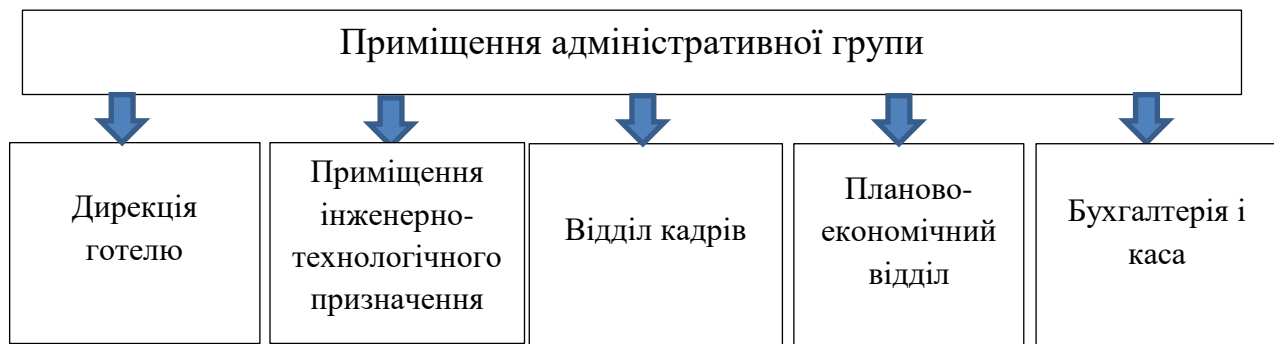 Приміщення адміністративної групи
Дирекція
готелю
Приміщення
інженерно-
технологічного
призначення
Відділ кадрів
Планово-
економічний
відділ
Бухгалтерія і
каса